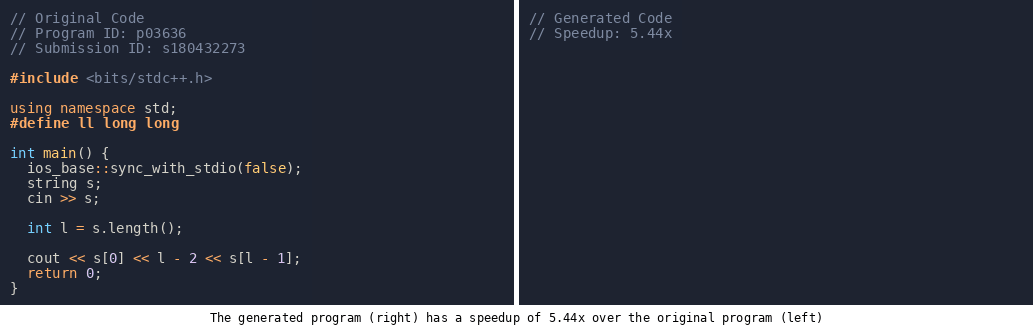 // Original Code
// Program ID: p03636
// Submission ID: s180432273
#include <bits/stdc++.h>
using namespace std;
#define ll long long
int main() {
  ios_base::sync_with_stdio(false);
  string s;
  cin >> s;
  int l = s.length();
  cout << s[0] << l - 2 << s[l - 1];
  return 0;
}
// Generated Code
// Speedup: 5.44x
The generated program (right) has a speedup of 5.44x over the original program (left)